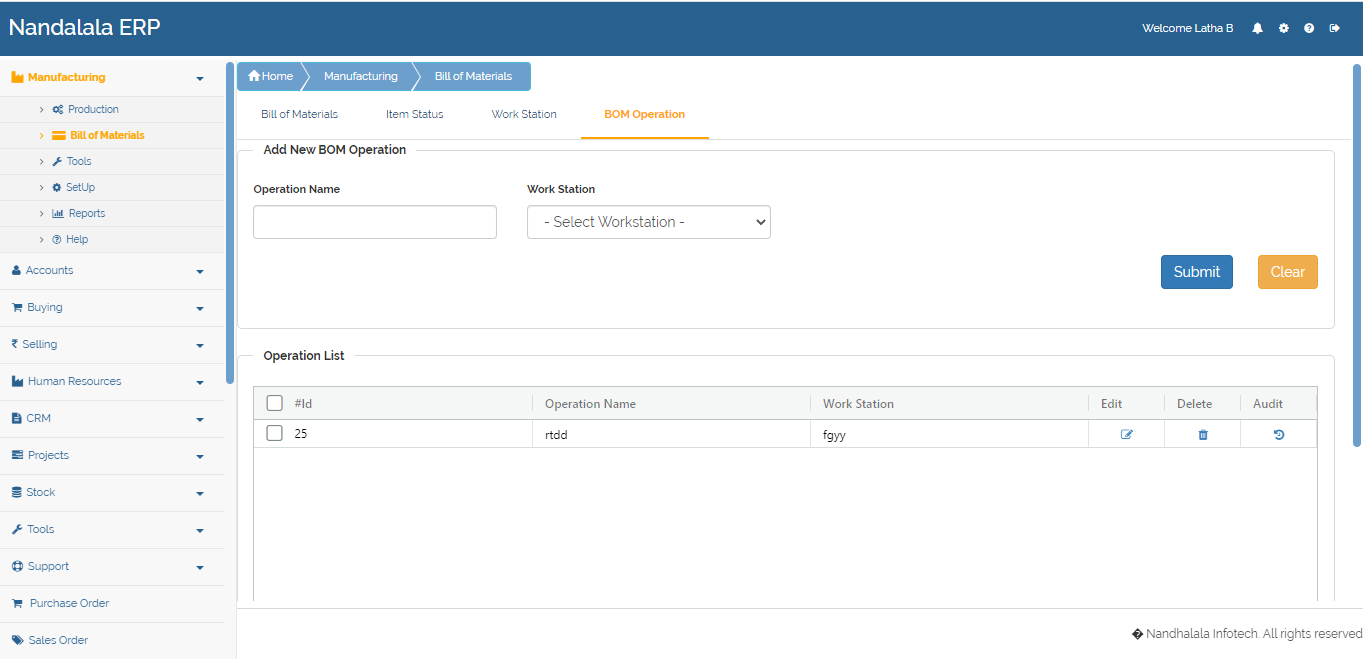 Nandalala ERP
Welcome Latha B
Manufacturing
Production
Bill of Materials
Tools
SetUp
Reports
Help
Accounts
Buying
Selling
Human Resources
CRM
Projects
Stock
Tools
Support
Purchase Order
Sales Order
Home Manufacturing Bill of Materials
Bill of Materials Item Status Work Station BOM Operation
Add New BOM Operation
Operation Name Work Station
- Select Workstation -
Submit Clear
Operation List
#Id Operation Name Work Station Edit Delete Audit
25 rtdd fgyy
� Nandhalala Infotech. All rights reserved